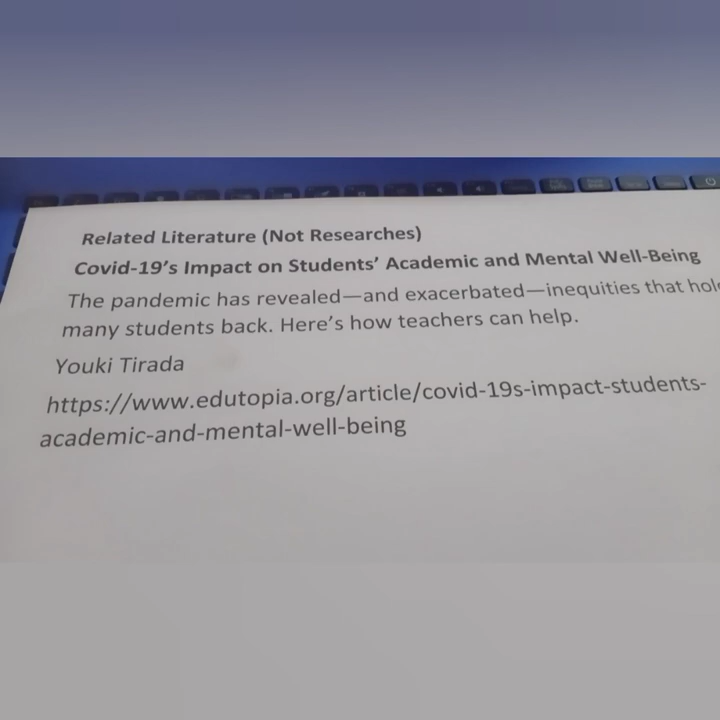 Related Literature (Not Researches)
Covid-19's Impact on Students' Academic and Mental Well-Being
The pandemic has revealed—and exacerbated—inequities that
many students back. Here's how teachers can help.
Youki Tirada
https://www.edutopia.org/article/covid-19s-impact-students-
academic-and-mental-well-being